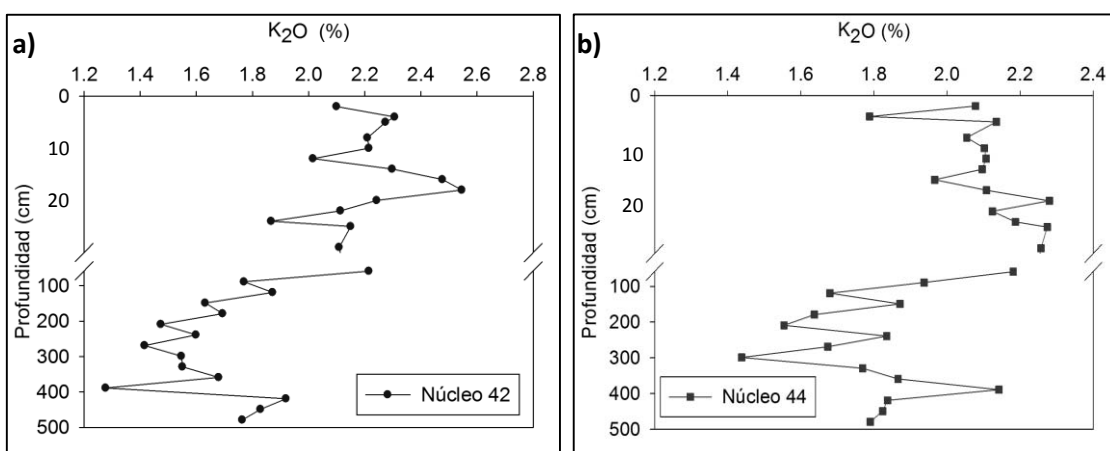 a)
K₂O (%)
1.2 1.4 1.6 1.8 2.0 2.2 2.4 2.6 2.8
Profundidad (cm)
0
10
20
100
200
300
400
500
Núcleo 42
b)
K₂O (%)
1.2 1.4 1.6 1.8 2.0 2.2 2.4
Profundidad (cm)
0
10
20
100
200
300
400
500
Núcleo 44